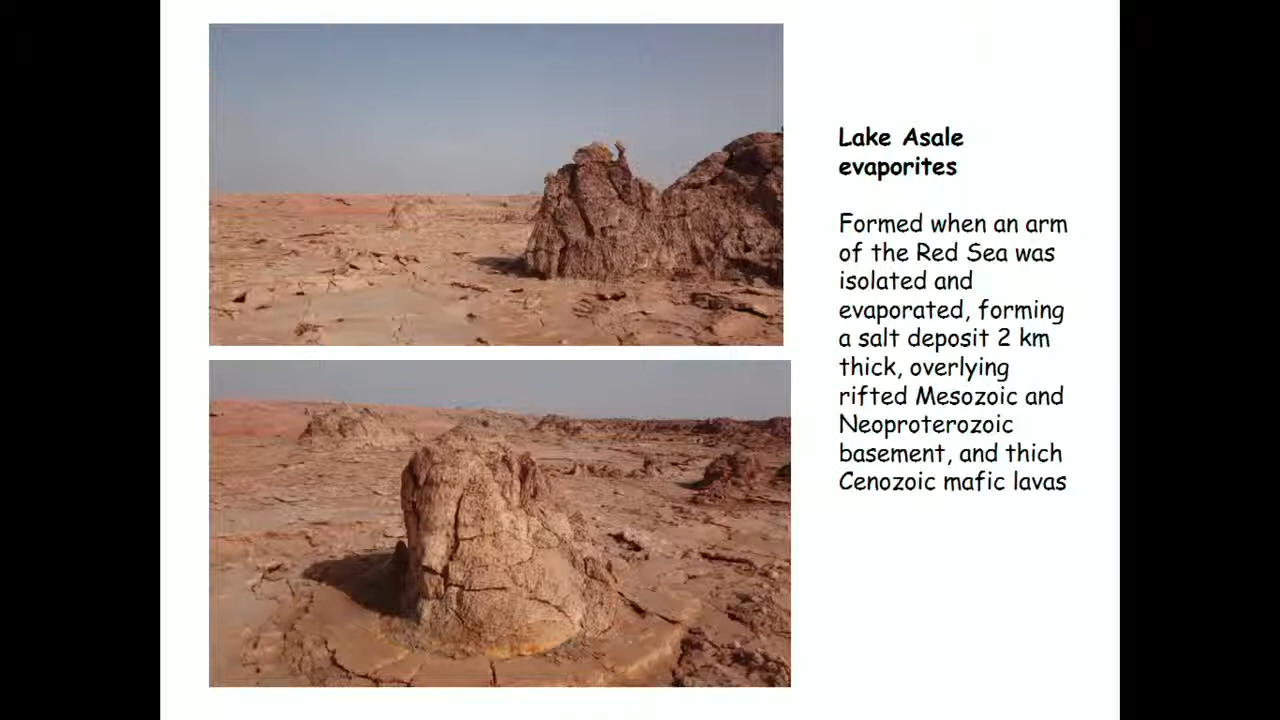 Lake Asale
evaporites
Formed when an arm
of the Red Sea was
isolated and
evaporated, forming
a salt deposit 2 km
thick, overlying
rifted Mesozoic and
Neoproterozoic
basement, and thich
Cenozoic mafic lavas